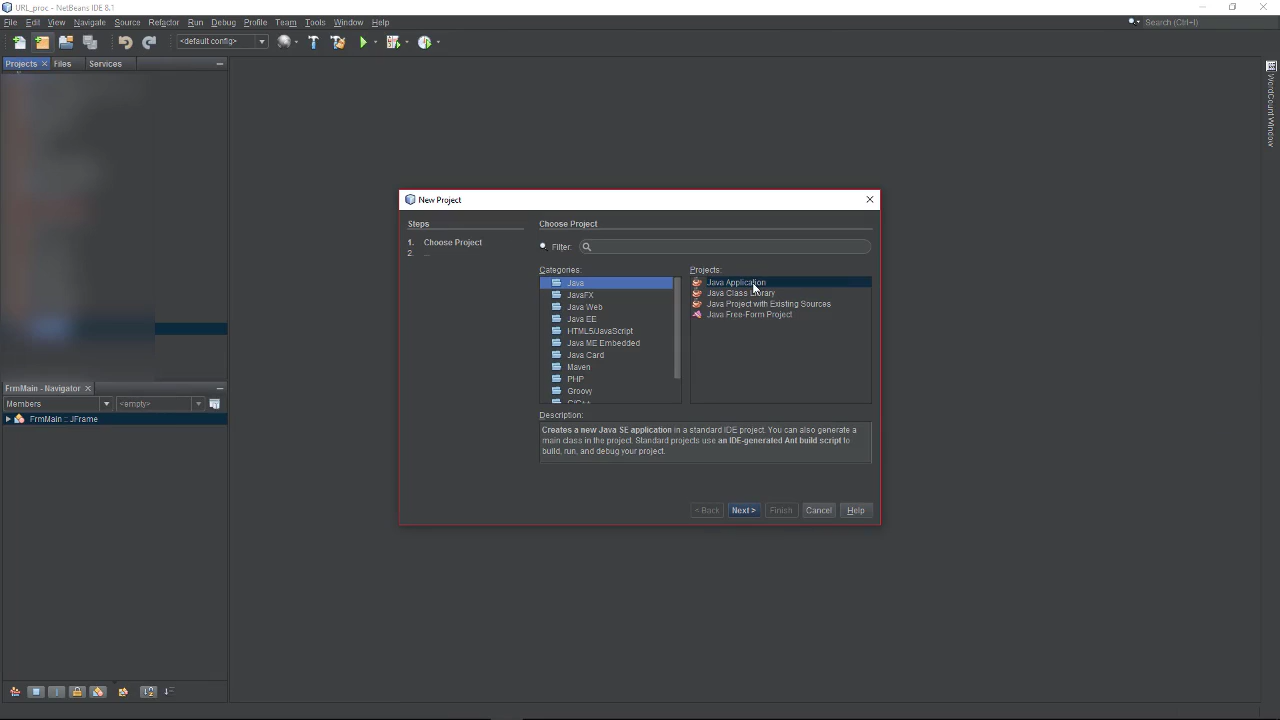 URL_proc - NetBeans IDE 8.1
File Edit View Navigate Source Refactor Run Debug Profile Team Tools Window Help
Search (Ctrl+I)
<default config>
Projects Files Services
WordCountWindow
New Project
Steps
Choose Project
1. Choose Project
2. ...
Filter:
Categories:
Projects:
Java
JavaFX
Java Web
Java EE
HTML5/JavaScript
Java ME Embedded
Java Card
Maven
PHP
Groovy
C/C++
Java Application
Java Class Library
Java Project with Existing Sources
Java Free-Form Project
Description:
Creates a new Java SE application in a standard IDE project. You can also generate a
main class in the project. Standard projects use an IDE-generated Ant build script to
build, run, and debug your project.
< Back Next > Finish Cancel Help
FrmMain - Navigator
Members <empty>
FrmMain :: JFrame